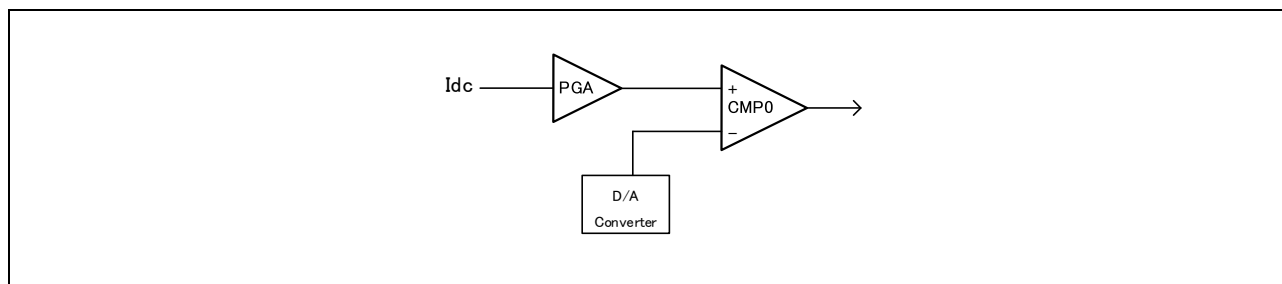 Idc
PGA
+
CMP0
−
D/A
Converter